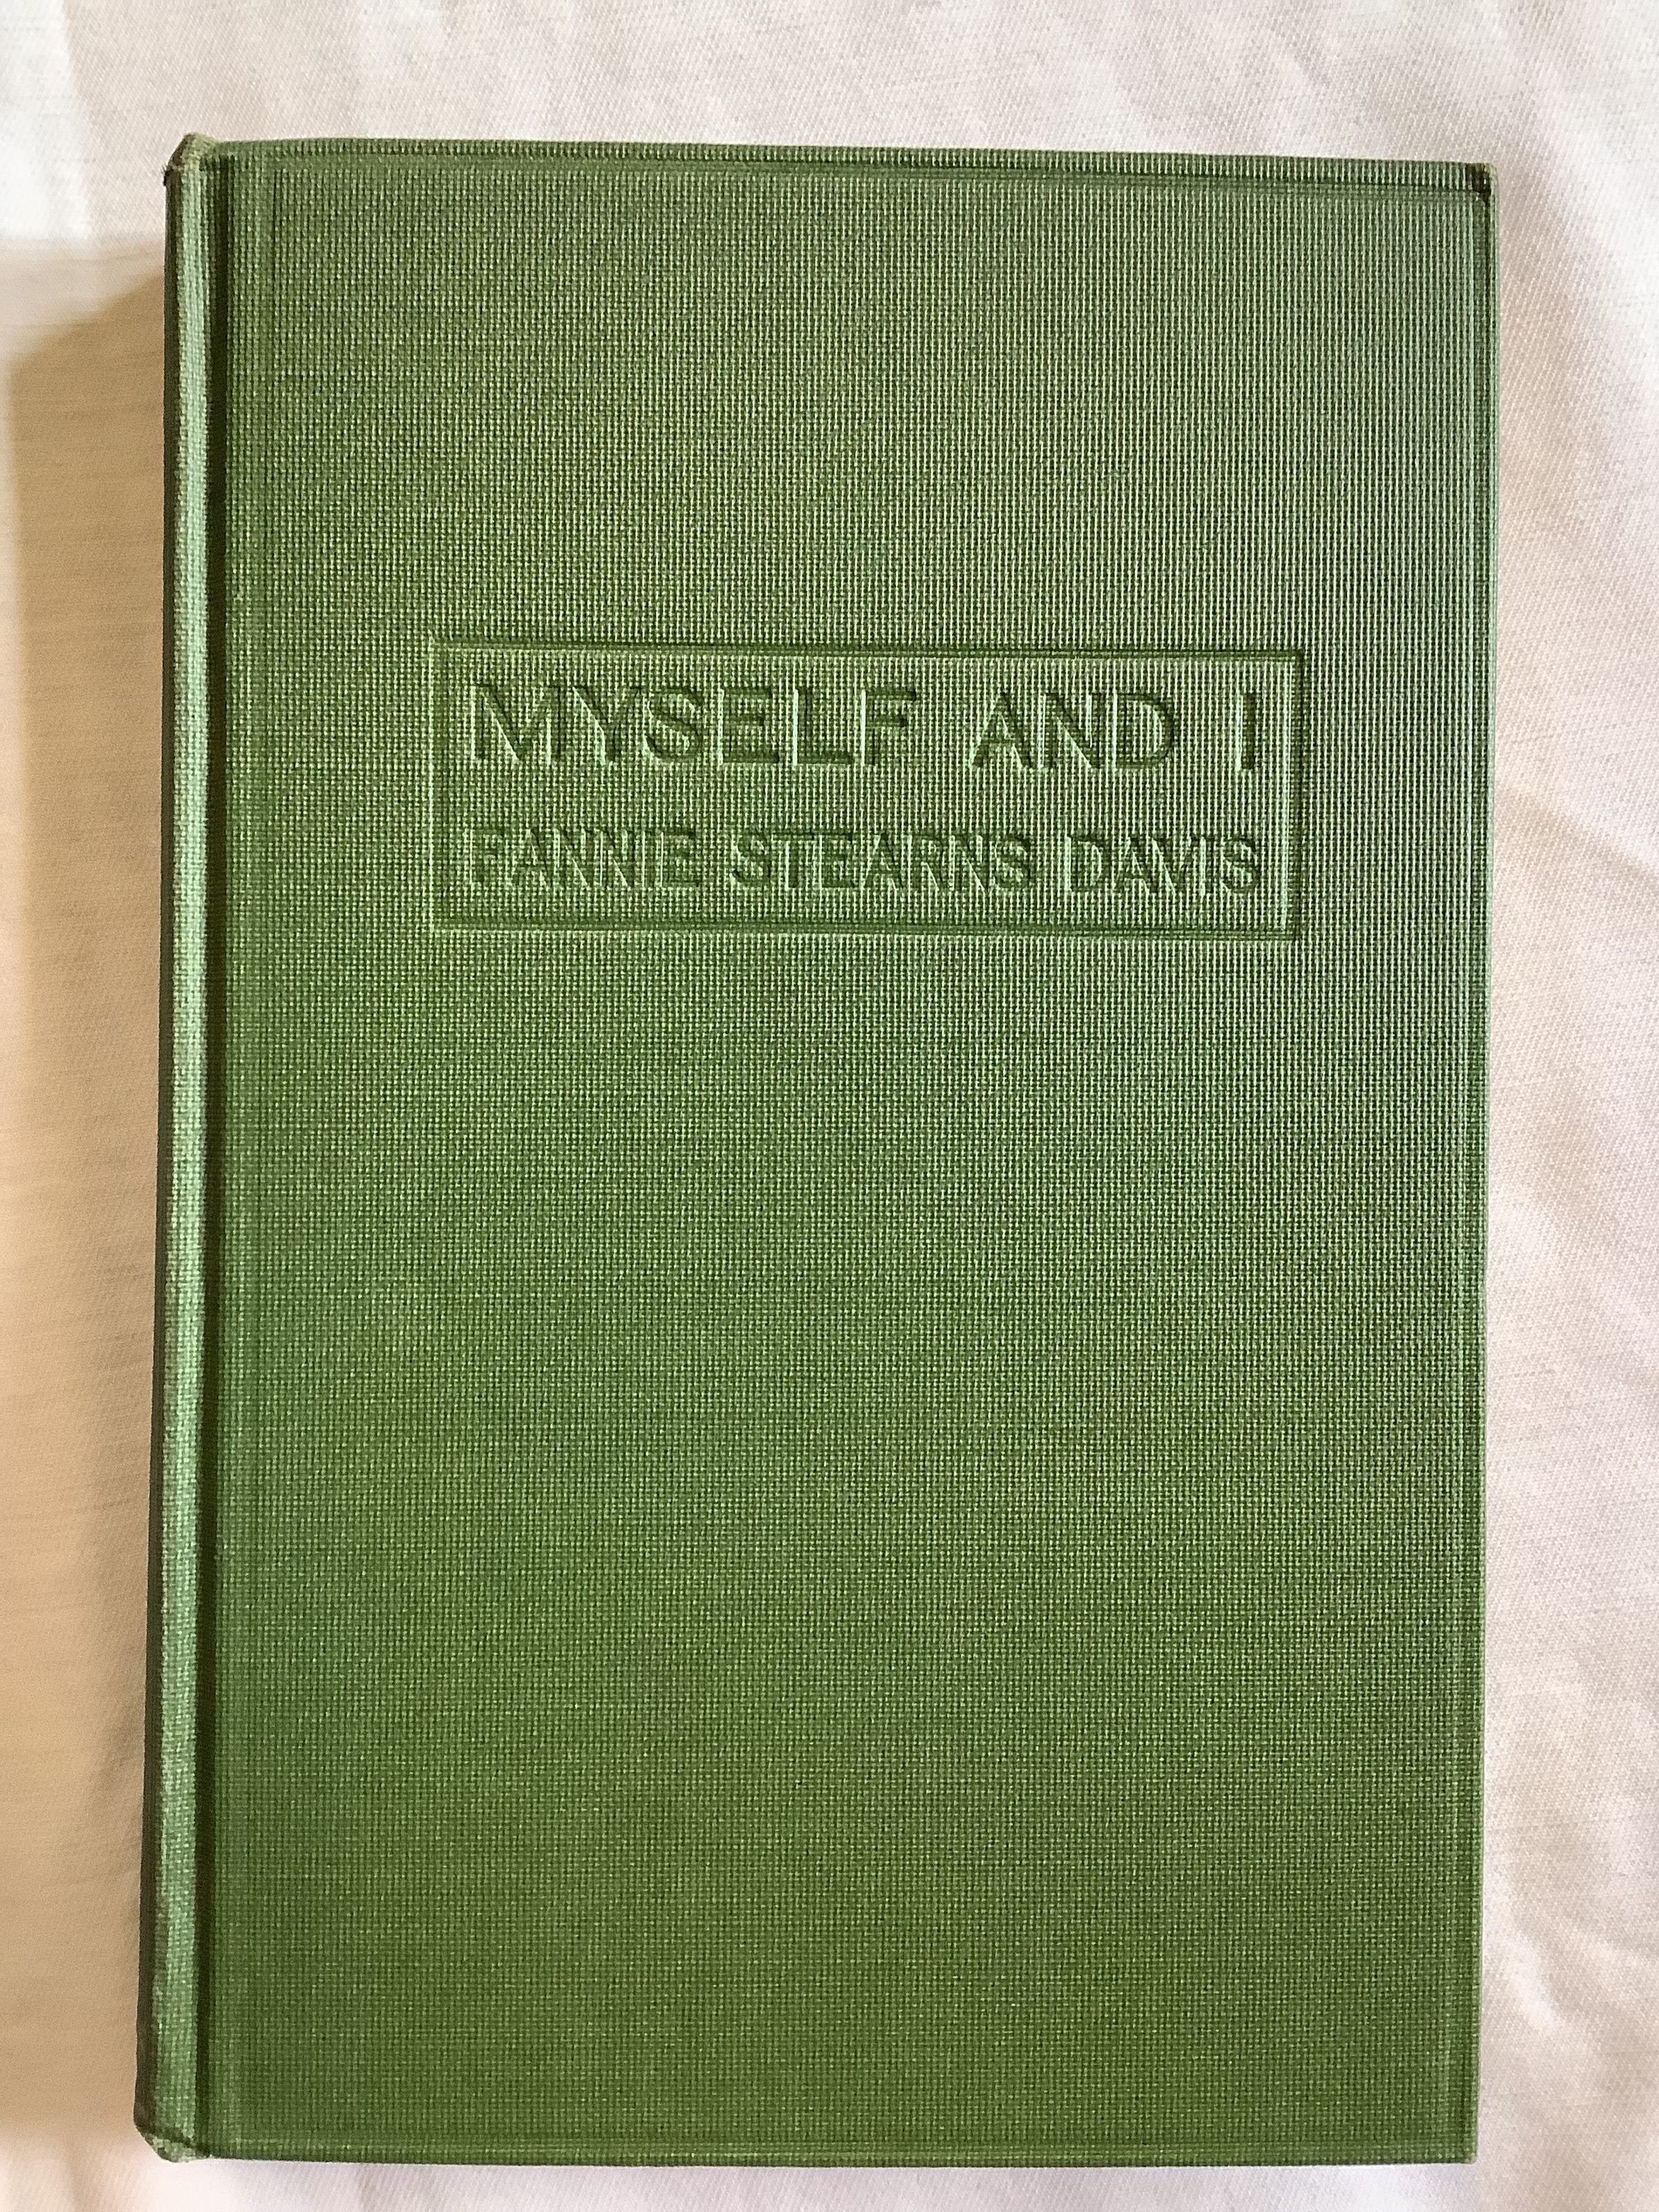 MYSELF AND I
FANNIE STEARNS DAVIS